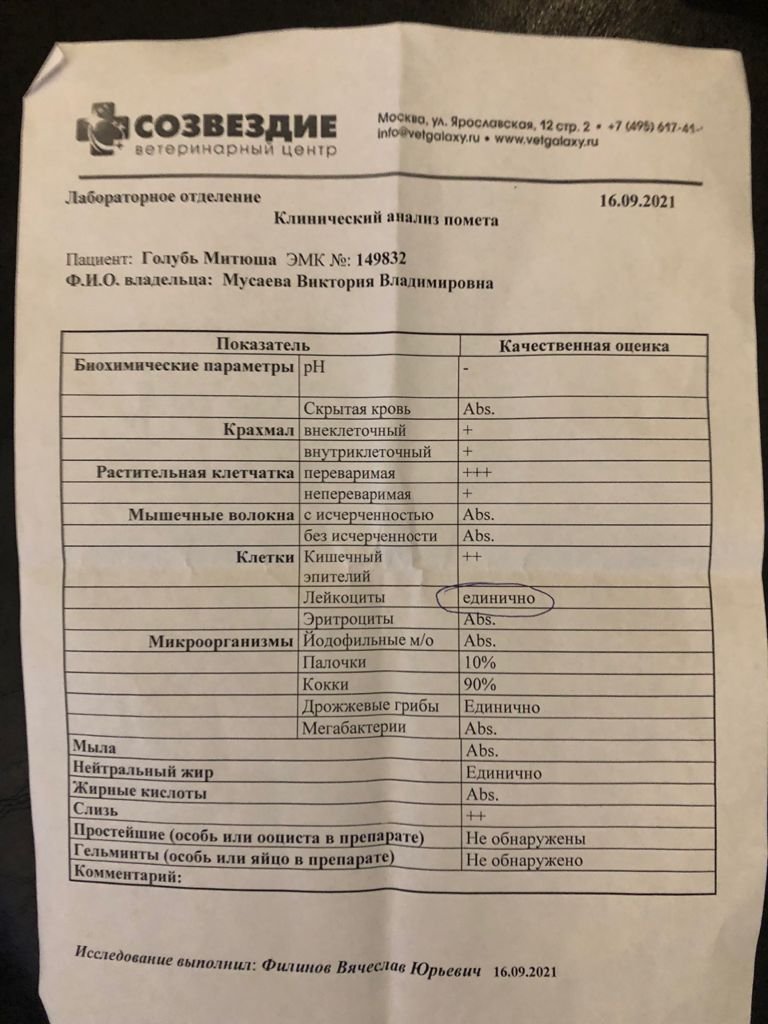 СОЗВЕЗДИЕ
ветеринарный центр
Москва, ул. Ярославская, 12 стр. 2 • +7 (495) 617-41-
info@vetgalaxy.ru • www.vetgalaxy.ru
Лабораторное отделение 16.09.2021
Клинический анализ помета
Пациент: Голубь Митюша ЭМК №: 149832
Ф.И.О. владельца: Мусаева Виктория Владимировна
Показатель Качественная оценка
Биохимические параметры pH -
Скрытая кровь Abs.
Крахмал внеклеточный +
внутриклеточный +
Растительная клетчатка переваримая +++
непереваримая +
Мышечные волокна с исчерченностью Abs.
без исчерченности Abs.
Клетки Кишечный ++
эпителий
Лейкоциты единично
Эритроциты Abs.
Микроорганизмы Йодофильные м/о Abs.
Палочки 10%
Кокки 90%
Дрожжевые грибы Единично
Мегабактерии Abs.
Мыла Abs.
Нейтральный жир Единично
Жирные кислоты Abs.
Слизь ++
Простейшие (особь или ооциста в препарате) Не обнаружены
Гельминты (особь или яйцо в препарате) Не обнаружено
Комментарий:
Исследование выполнил: Филинов Вячеслав Юрьевич 16.09.2021